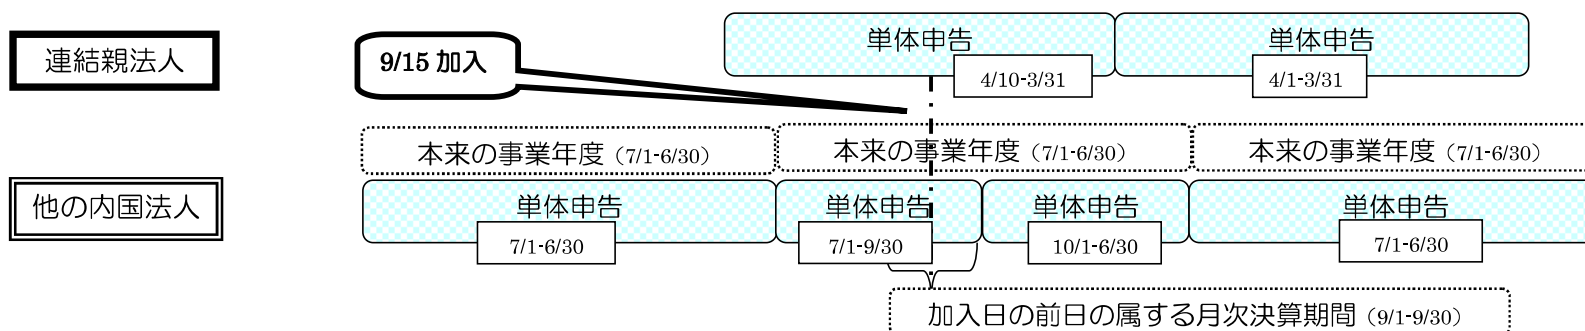 単体申告 単体申告
連結親法人 9/15 加入
4/10-3/31 4/1-3/31
本来の事業年度（7/1-6/30） 本来の事業年度（7/1-6/30） 本来の事業年度（7/1-6/30）
他の内国法人 単体申告 単体申告 単体申告 単体申告
7/1-6/30 7/1-9/30 10/1-6/30 7/1-6/30
加入日の前日の属する月次決算期間（9/1-9/30）